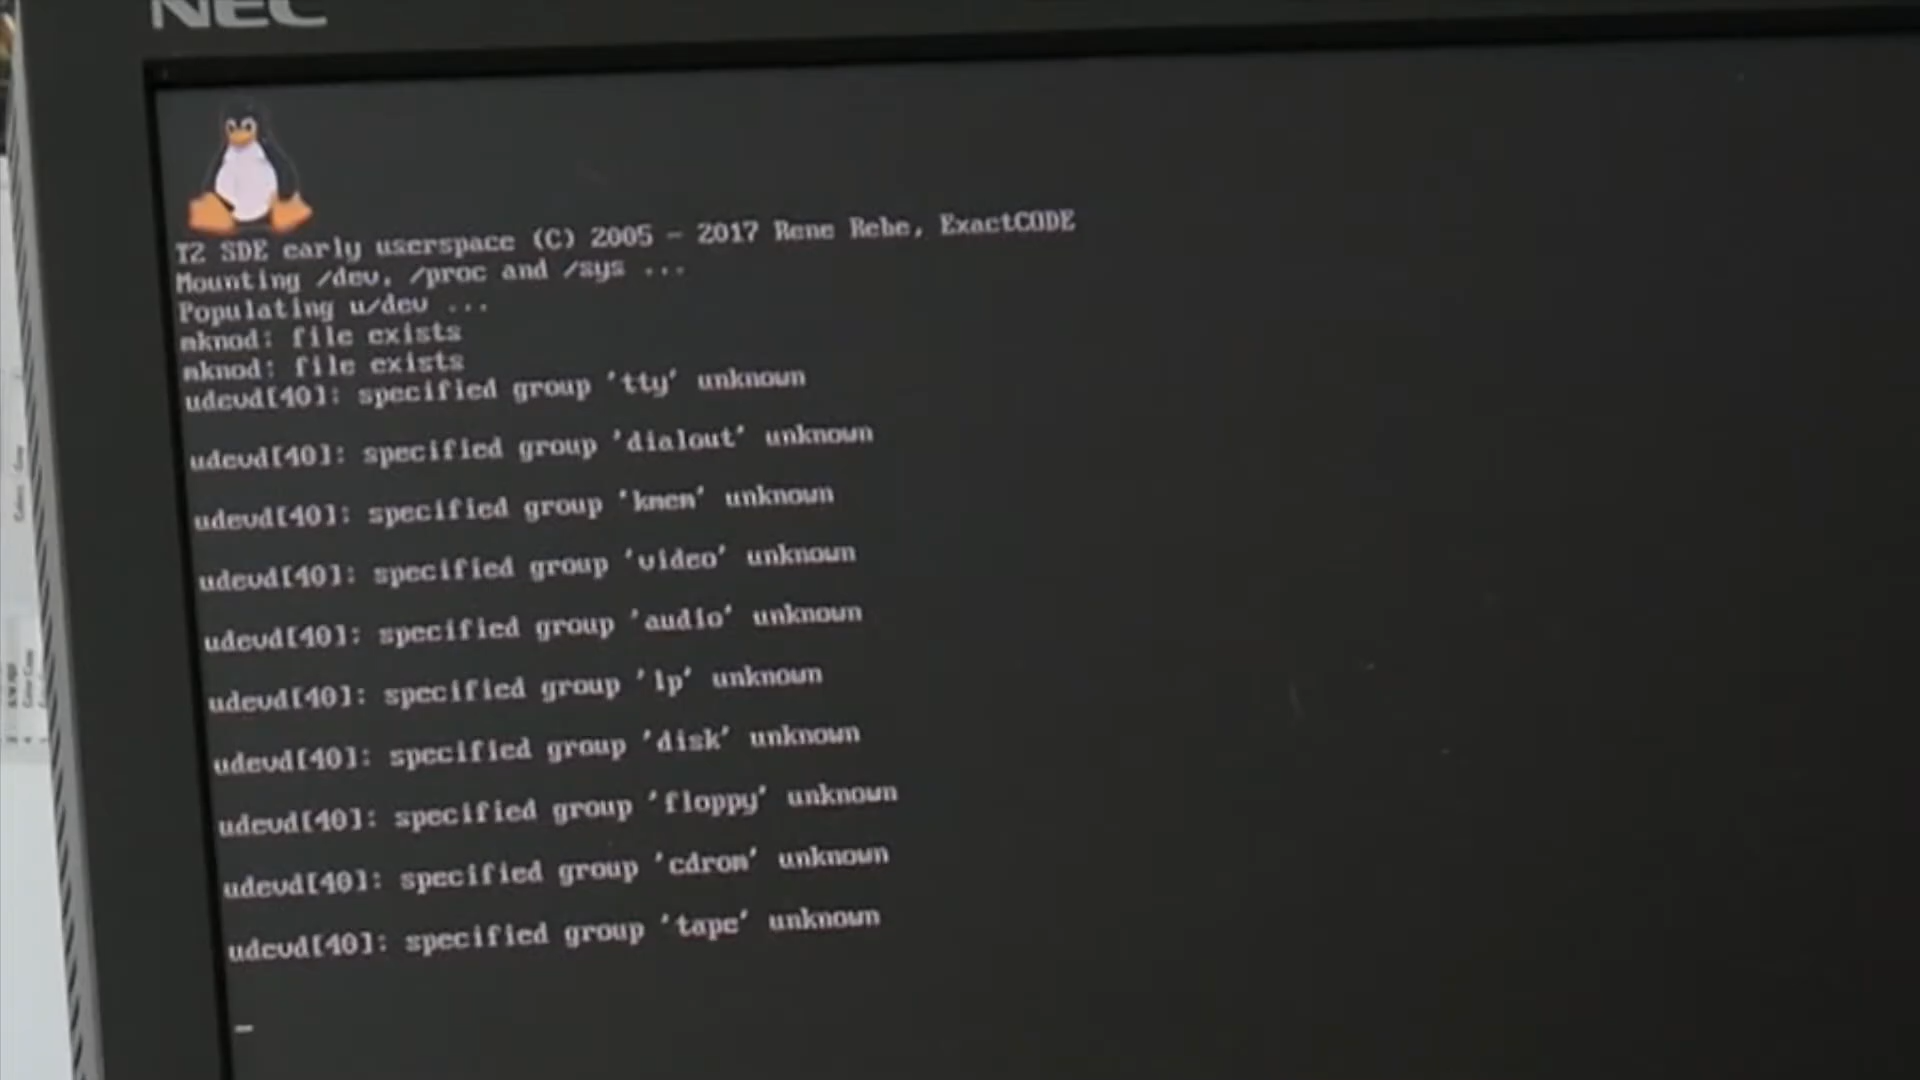 NEC
T2 SDE early userspace (C) 2005 - 2017 Rene Rebe, ExactCODE
Mounting /dev, /proc and /sys ...
Populating u/dev ...
mknod: file exists
mknod: file exists
udevd[40]: specified group 'tty' unknown
udevd[40]: specified group 'dialout' unknown
udevd[40]: specified group 'kmem' unknown
udevd[40]: specified group 'video' unknown
udevd[40]: specified group 'audio' unknown
udevd[40]: specified group 'lp' unknown
udevd[40]: specified group 'disk' unknown
udevd[40]: specified group 'floppy' unknown
udevd[40]: specified group 'cdrom' unknown
udevd[40]: specified group 'tape' unknown